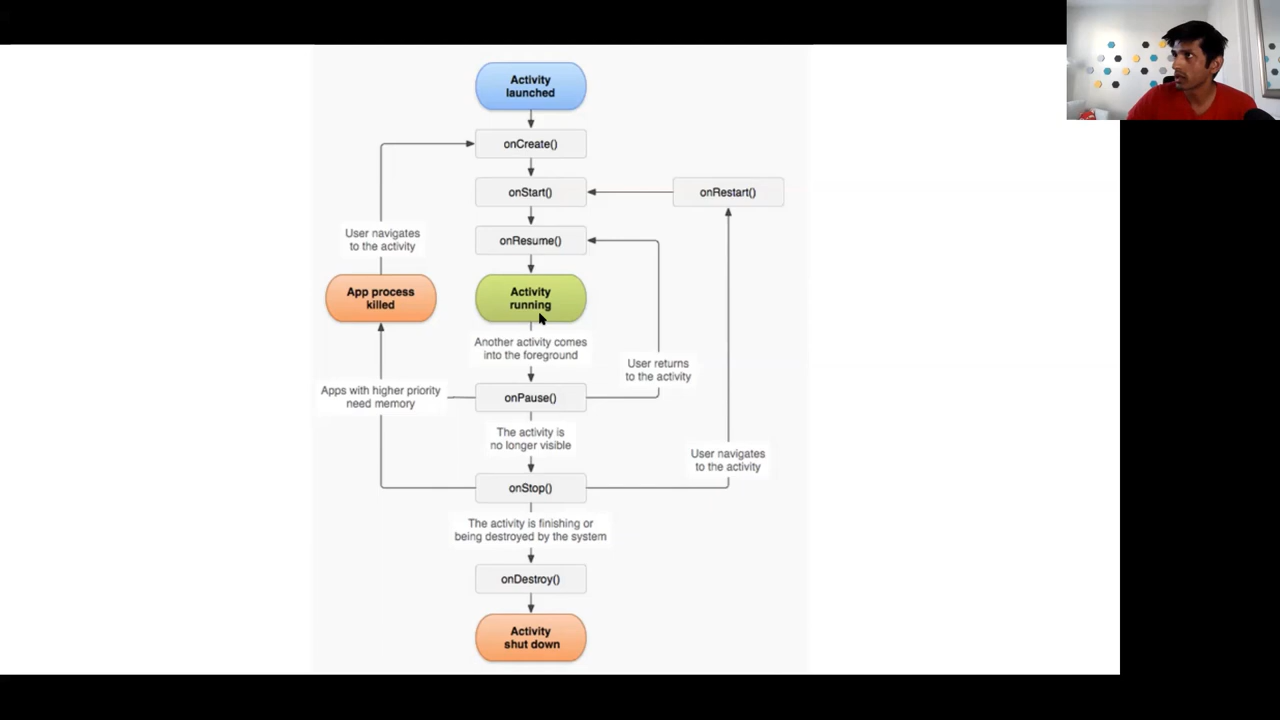 Activity
launched
onCreate()
onStart()
onRestart()
User navigates
to the activity
onResume()
App process
killed
Activity
running
Another activity comes
into the foreground
User returns
to the activity
Apps with higher priority
need memory
onPause()
The activity is
no longer visible
User navigates
to the activity
onStop()
The activity is finishing or
being destroyed by the system
onDestroy()
Activity
shut down